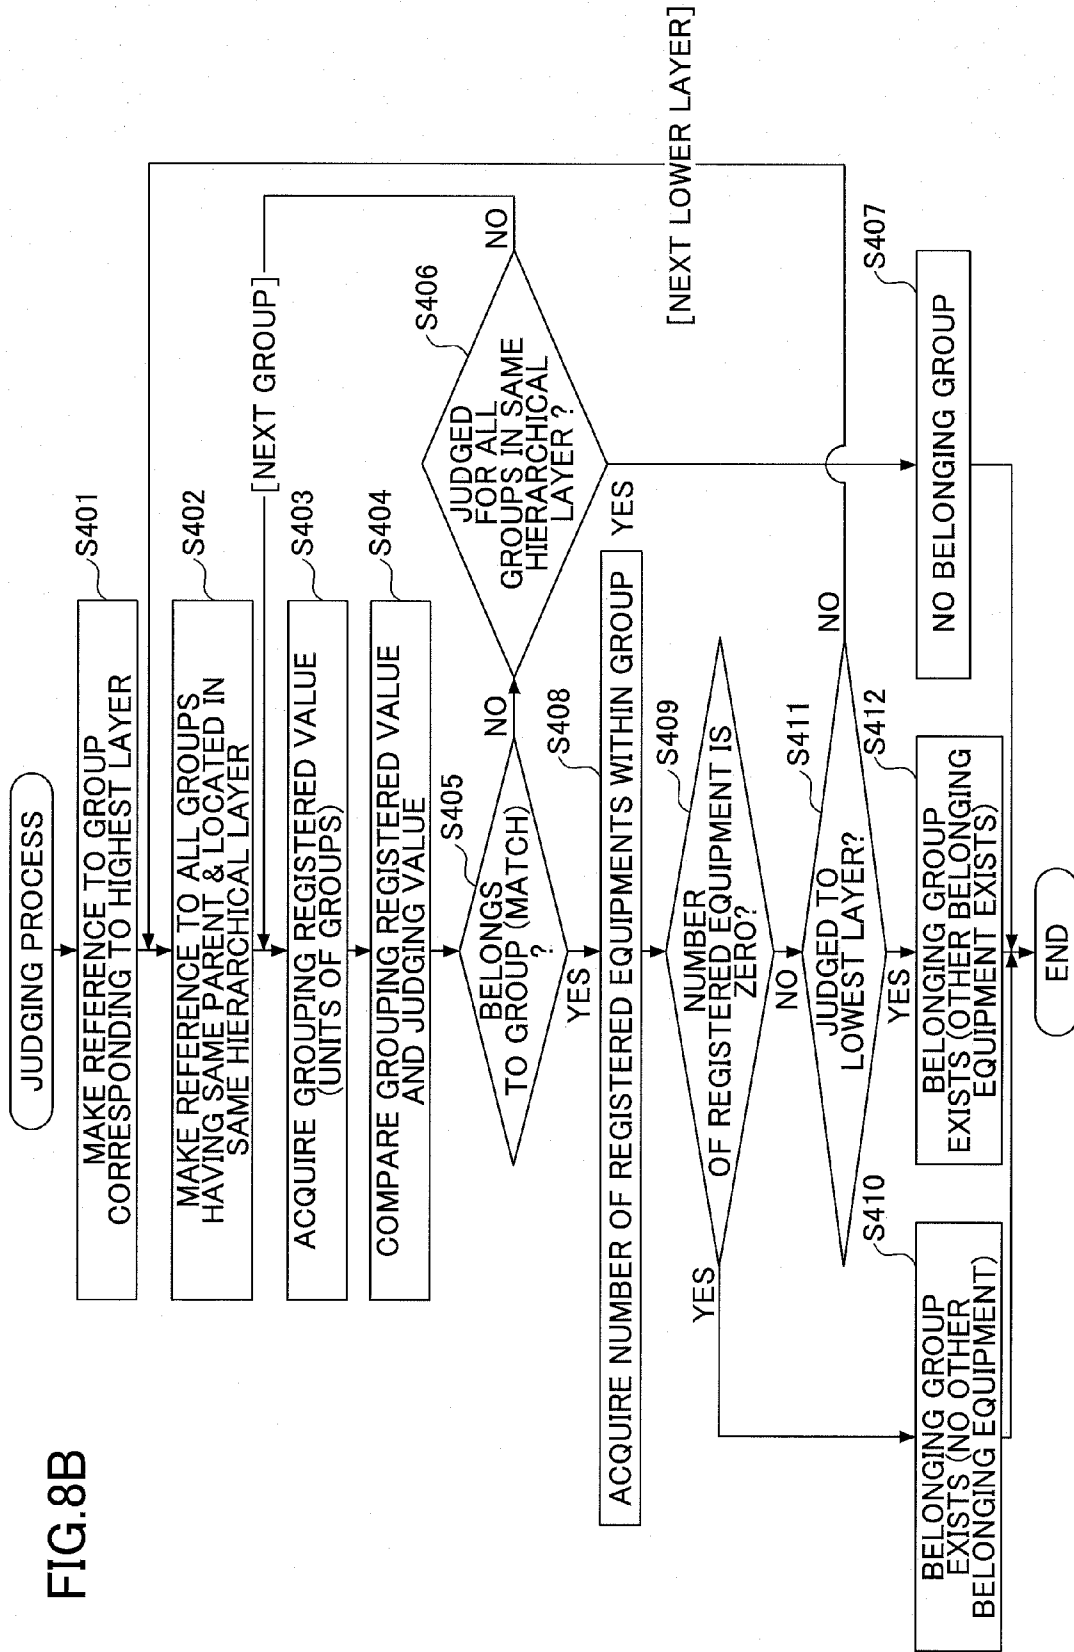 FIG.8B
JUDGING PROCESS
S401
MAKE REFERENCE TO GROUP
CORRESPONDING TO HIGHEST LAYER
S402
MAKE REFERENCE TO ALL GROUPS
HAVING SAME PARENT & LOCATED IN
SAME HIERARCHICAL LAYER
[NEXT GROUP]
S403
ACQUIRE GROUPING REGISTERED VALUE
(UNITS OF GROUPS)
S404
COMPARE GROUPING REGISTERED VALUE
AND JUDGING VALUE
S405
BELONGS
TO GROUP (MATCH)
?
NO
YES
S406
JUDGED
FOR ALL
GROUPS IN SAME
HIERARCHICAL
LAYER ?
NO
YES
S408
ACQUIRE NUMBER OF REGISTERED EQUIPMENTS WITHIN GROUP
S409
NUMBER
OF REGISTERED EQUIPMENT IS
ZERO?
YES
NO
[NEXT LOWER LAYER]
S411
JUDGED TO
LOWEST LAYER?
NO
YES
S410
BELONGING GROUP
EXISTS (NO OTHER
BELONGING EQUIPMENT)
S412
BELONGING GROUP
EXISTS (OTHER BELONGING
EQUIPMENT EXISTS)
S407
NO BELONGING GROUP
END